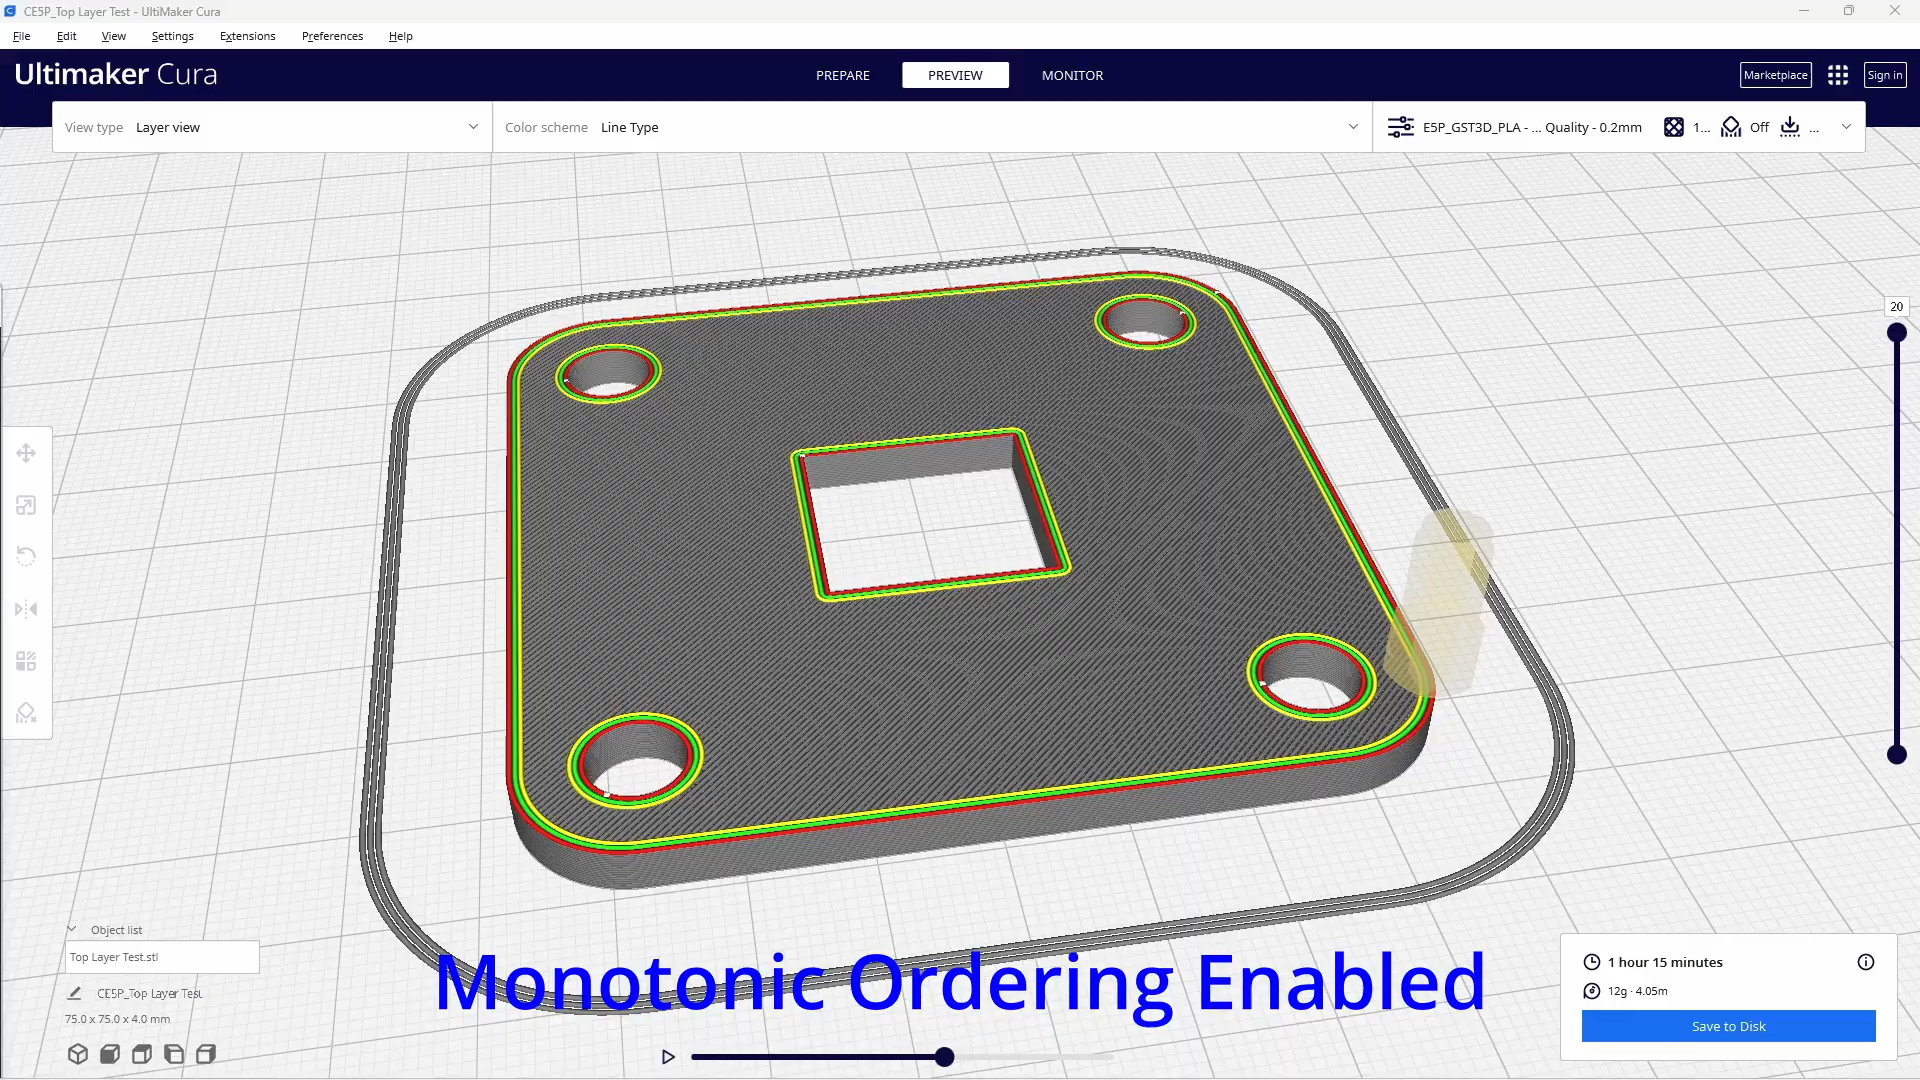 CE5P_Top Layer Test - UltiMaker Cura
File Edit View Settings Extensions Preferences Help
Ultimaker Cura
PREPARE PREVIEW MONITOR
Marketplace
Sign in
View type Layer view
Color scheme Line Type
E5P_GST3D_PLA - ... Quality - 0.2mm 1... Off ...
20
Object list
Top Layer Test.stl
CE5P_Top Layer Test
75.0 x 75.0 x 4.0 mm
Monotonic Ordering Enabled
1 hour 15 minutes
12g · 4.05m
Save to Disk